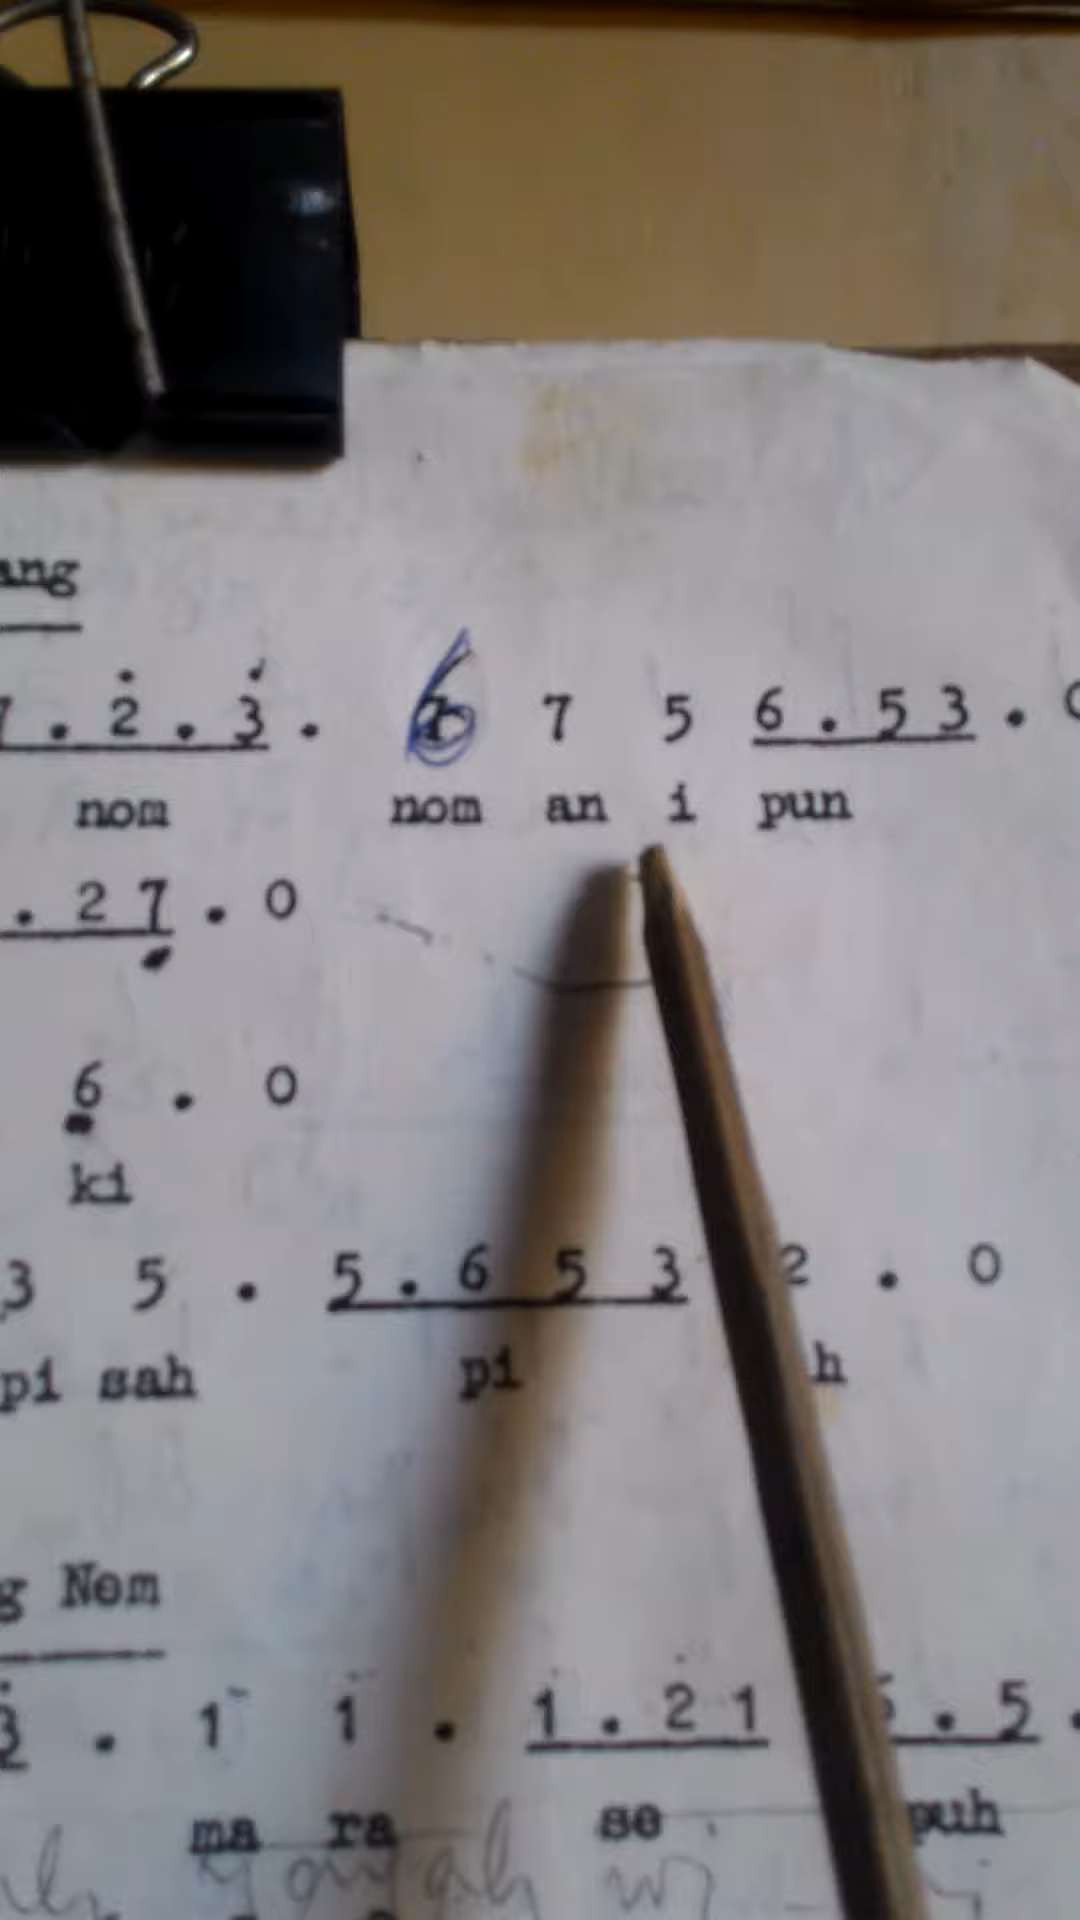 ang
7 . 2̇ . 3̇ . 6 7 5 6 . 5 3 . 0
nom nom an i pun
. 2 7̣ . 0
6̣ . 0
ki
3 5 . 5 . 6 5 3 2 . 0
pi sah pi h
g Nom
3̇ . 1 1 . 1 . 2̇ 1 . 5 .
ma ra se puh